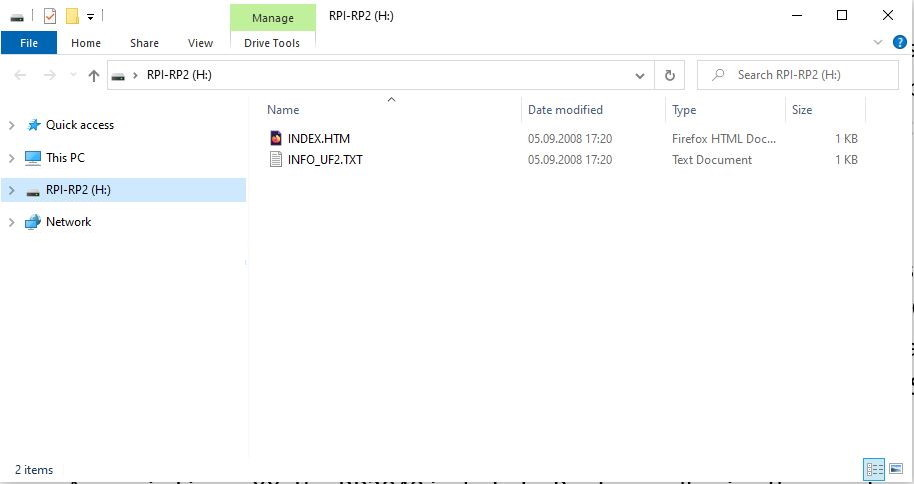 Manage
RPI-RP2 (H:)
File
Home
Share
View
Drive Tools
RPI-RP2 (H:)
Search RPI-RP2 (H:)
Name
Date modified
Type
Size
Quick access
This PC
RPI-RP2 (H:)
Network
INDEX.HTM
05.09.2008 17:20
Firefox HTML Doc...
1 KB
INFO_UF2.TXT
05.09.2008 17:20
Text Document
1 KB
2 items